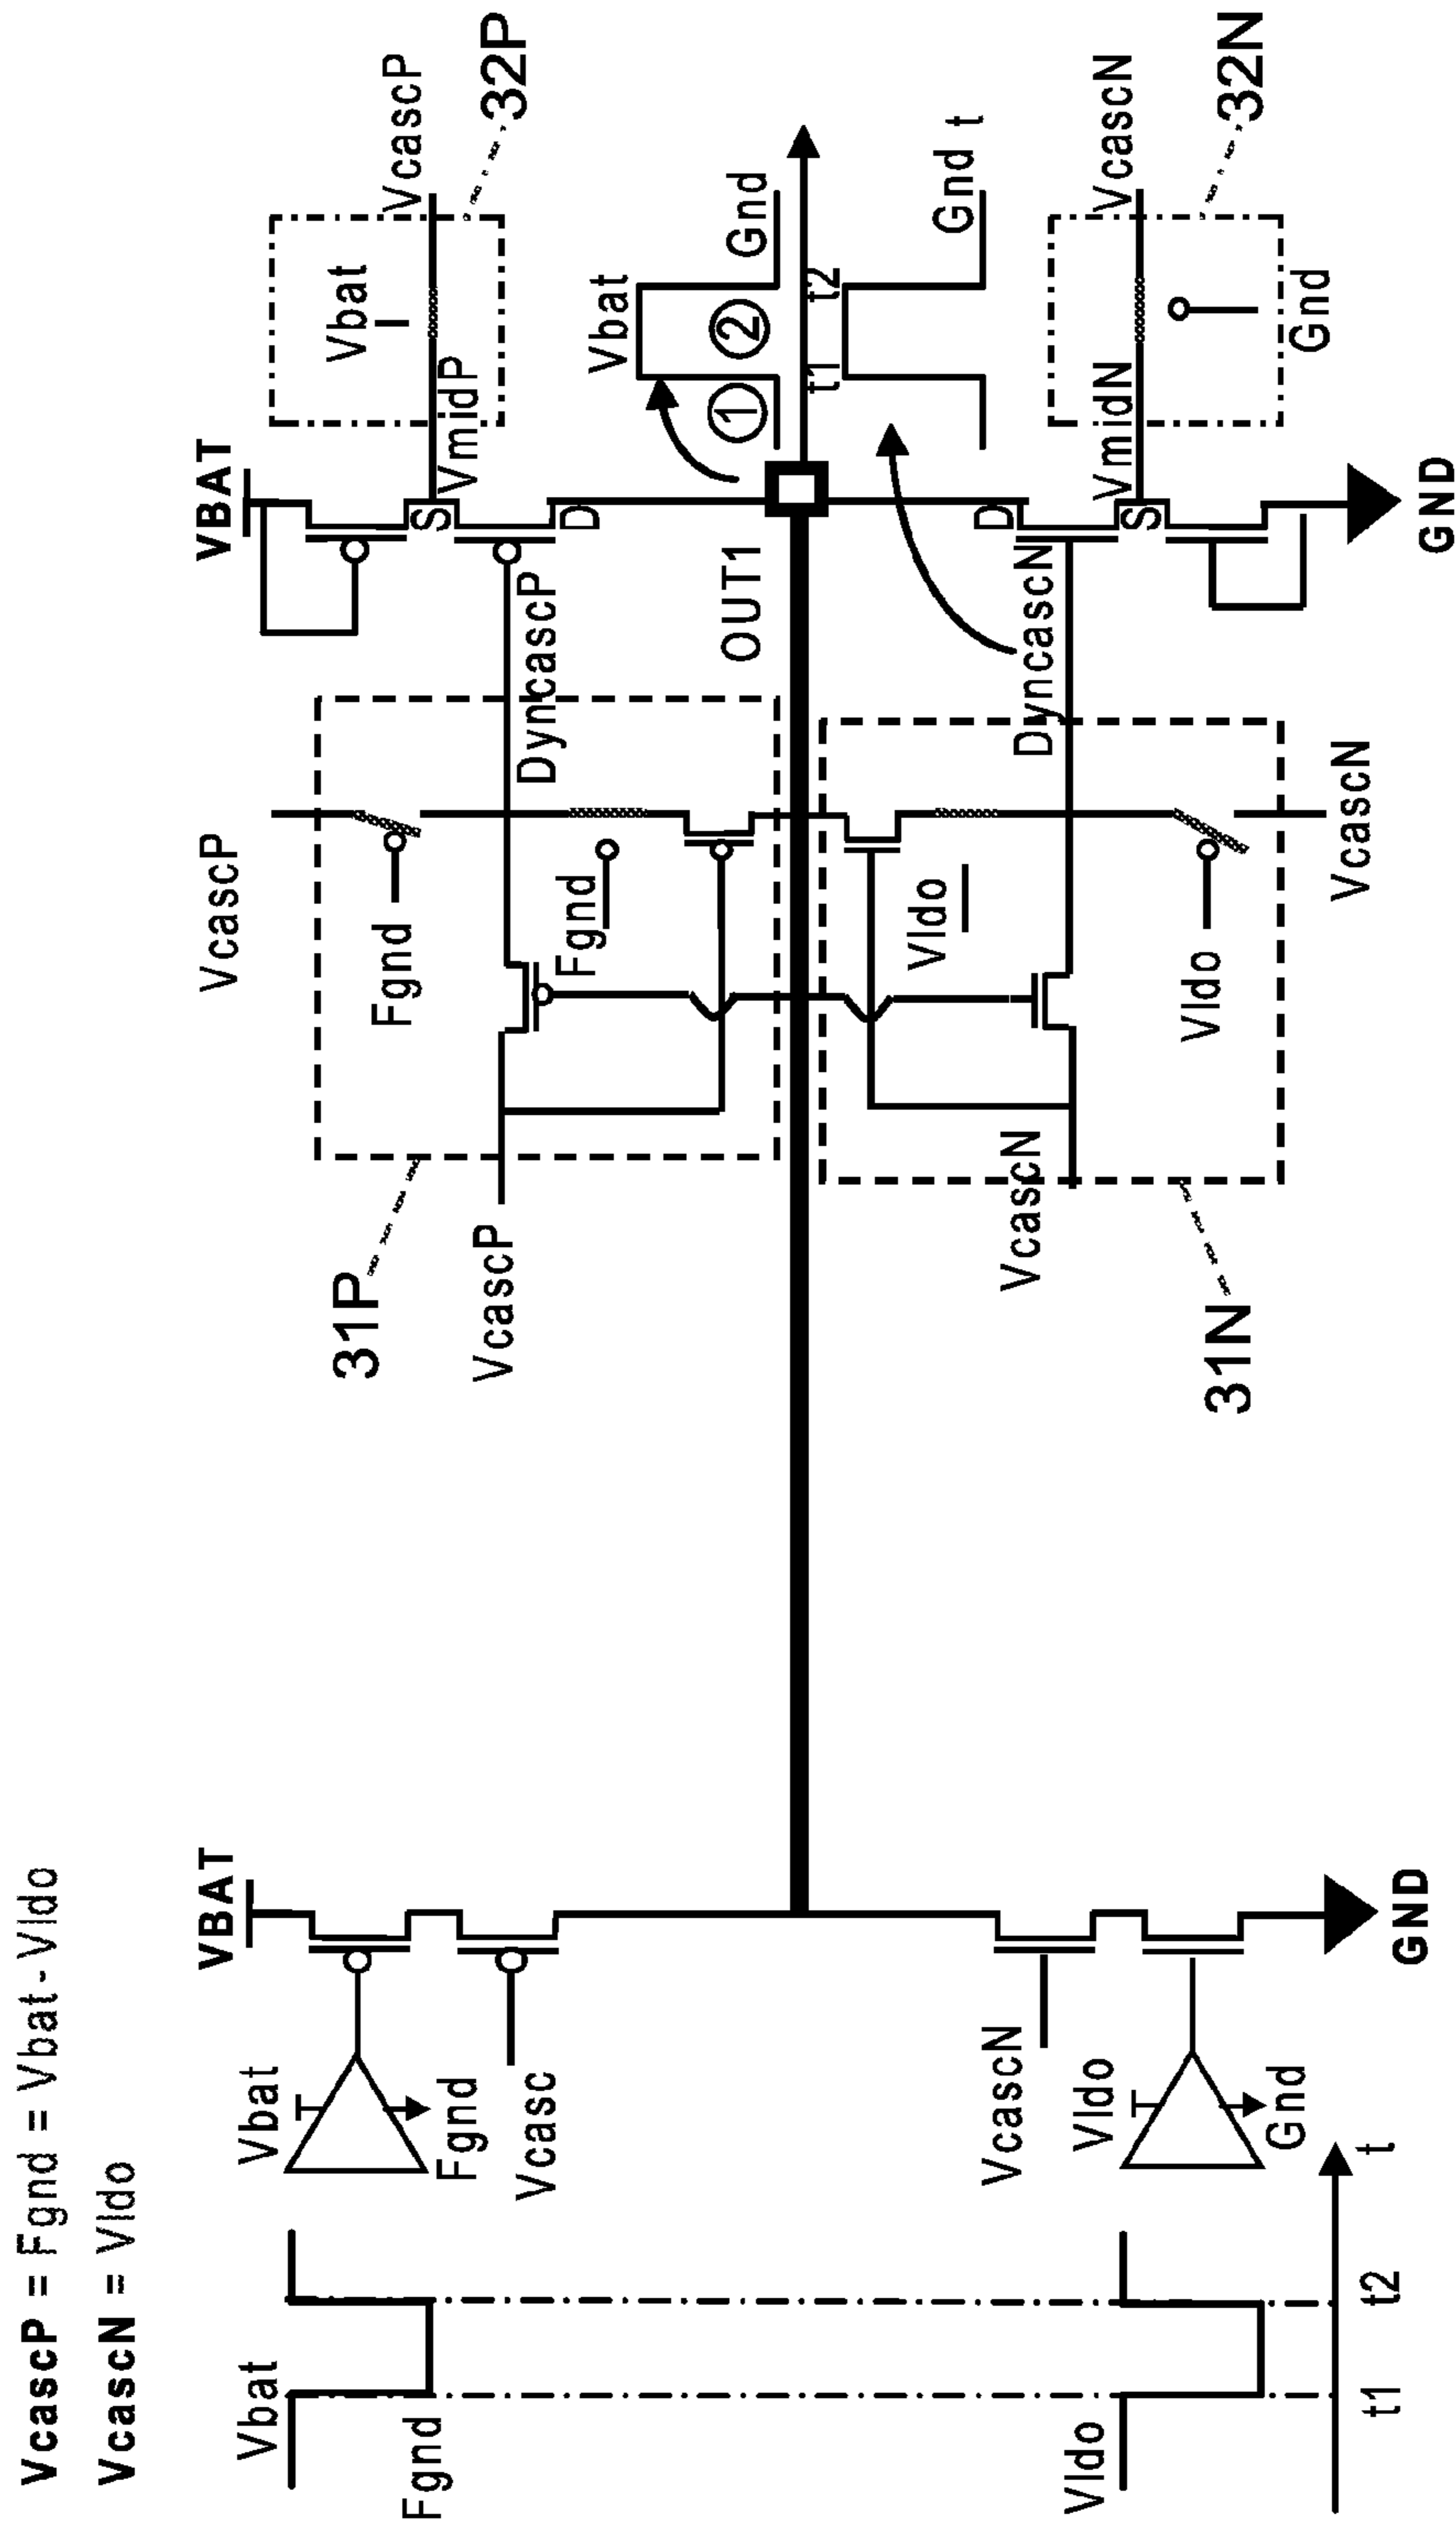 VcascP = Fgnd = Vbat - Vldo
VcascN = Vldo
Vbat
Fgnd
Vldo
t1
t2
t
Vbat
Fgnd
Vcasc
VcascN
Vldo
Gnd
VBAT
GND
31P
VcascP
VcascN
31N
VcascP
Fgnd
Fgnd
Vldo
Vldo
VcascN
DyncascP
OUT1
DyncascN
VBAT
S
D
D
S
GND
VmidP
Vbat
VcascP
32P
Vbat
1
2
Gnd
t1
t2
Gnd t
VmidN
VcascN
Gnd
32N